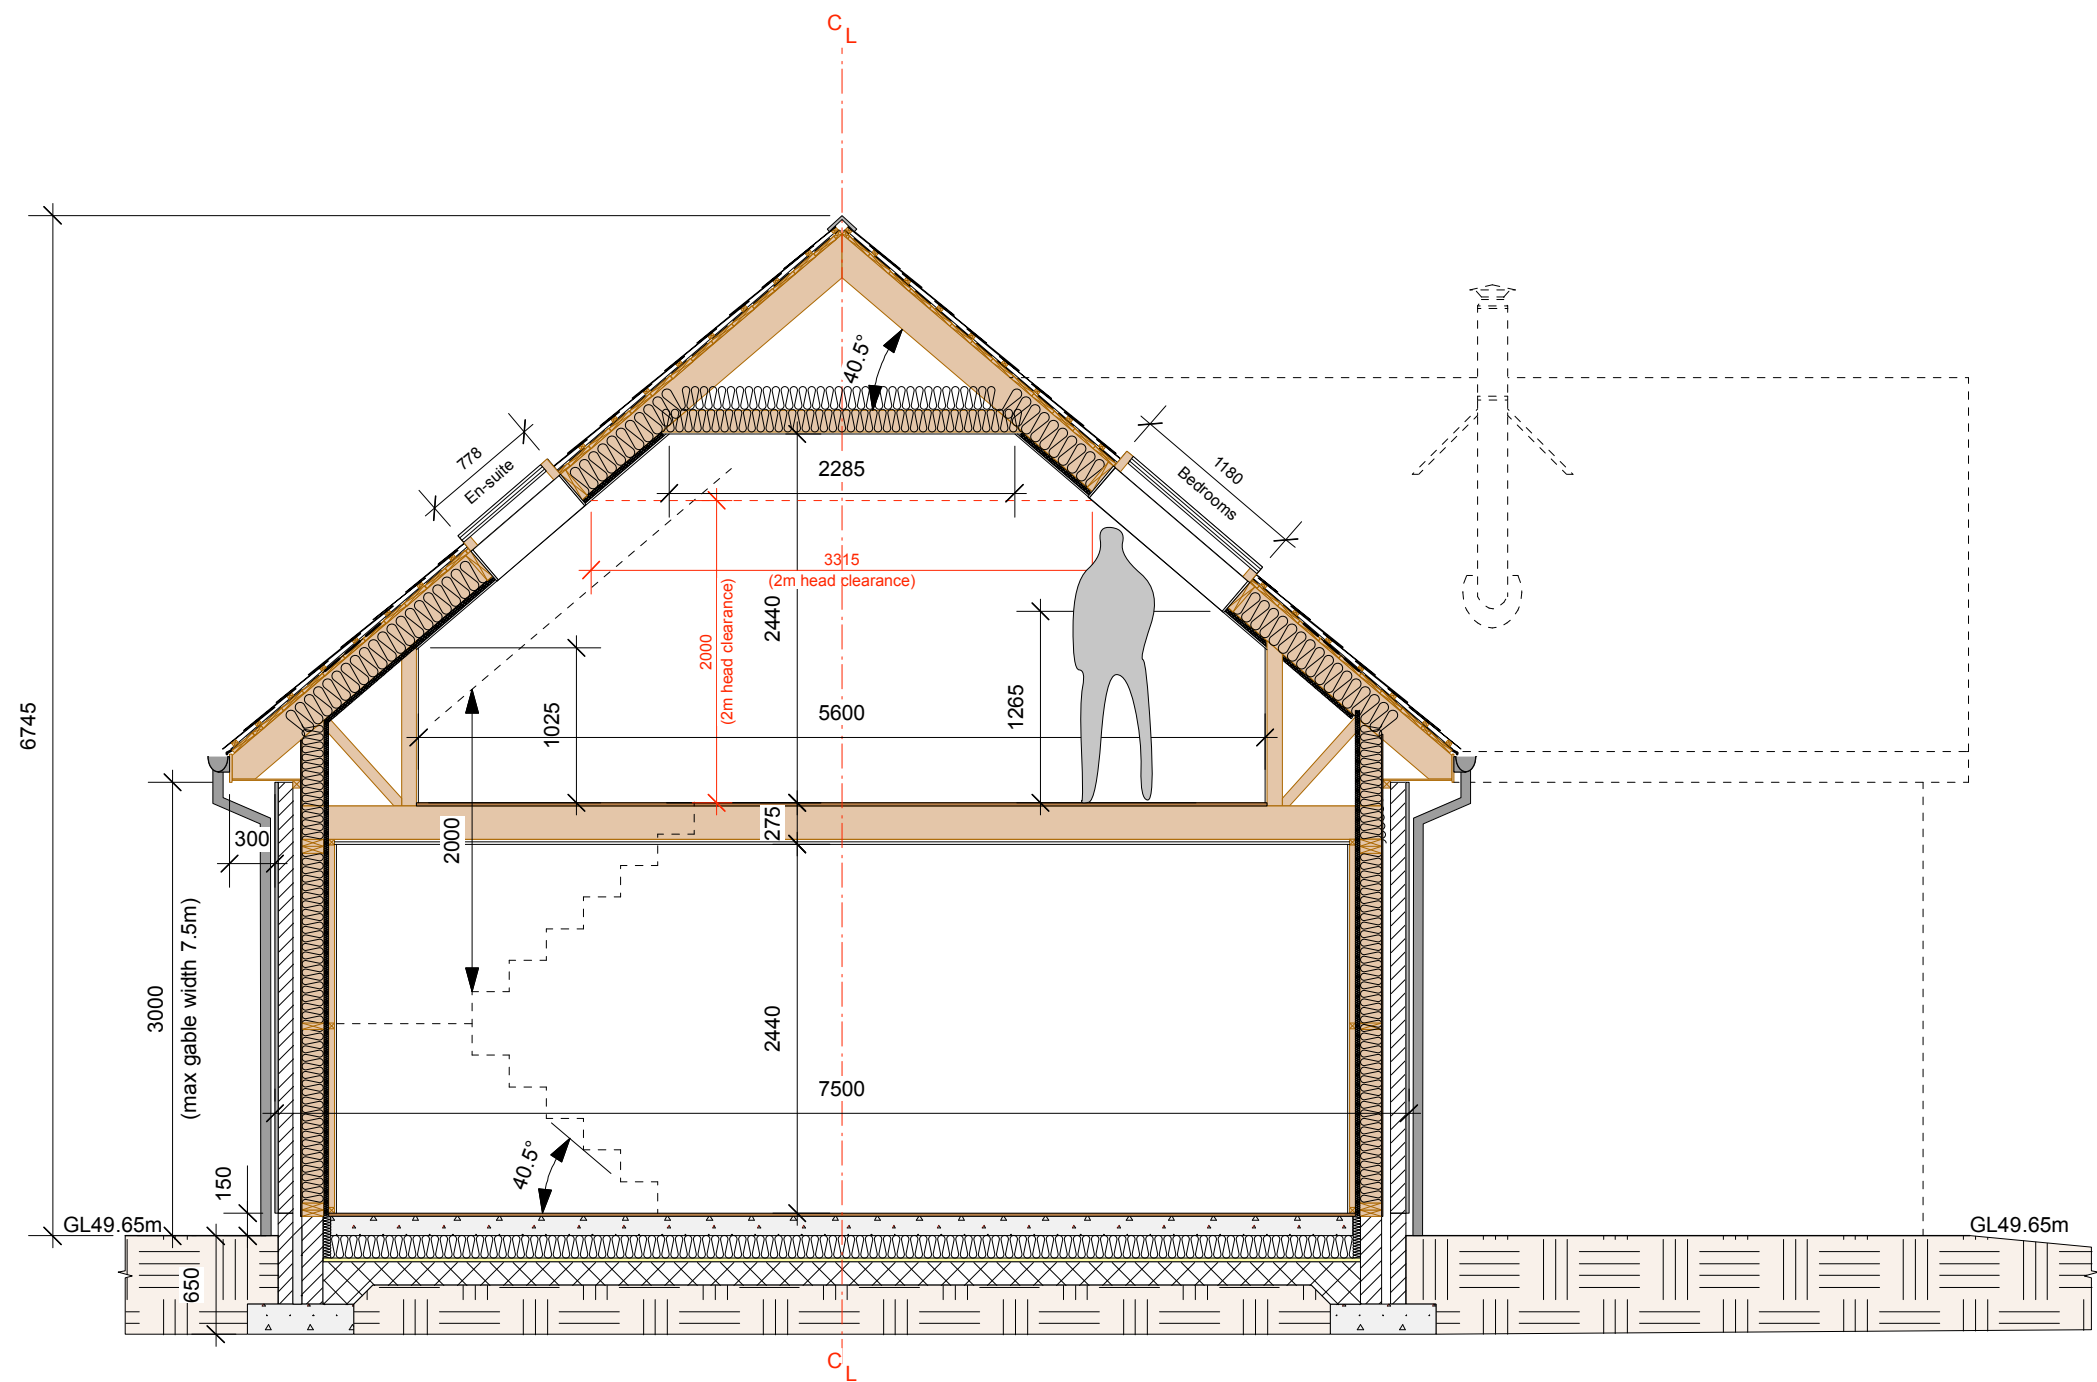 C
L
40.5°
778
En-suite
1180
Bedrooms
2285
3315
(2m head clearance)
2440
2000
(2m head clearance)
1025
1265
5600
6745
275
300
2000
3000
(max gable width 7.5m)
2440
7500
40.5°
150
GL49.65m
GL49.65m
650
C
L